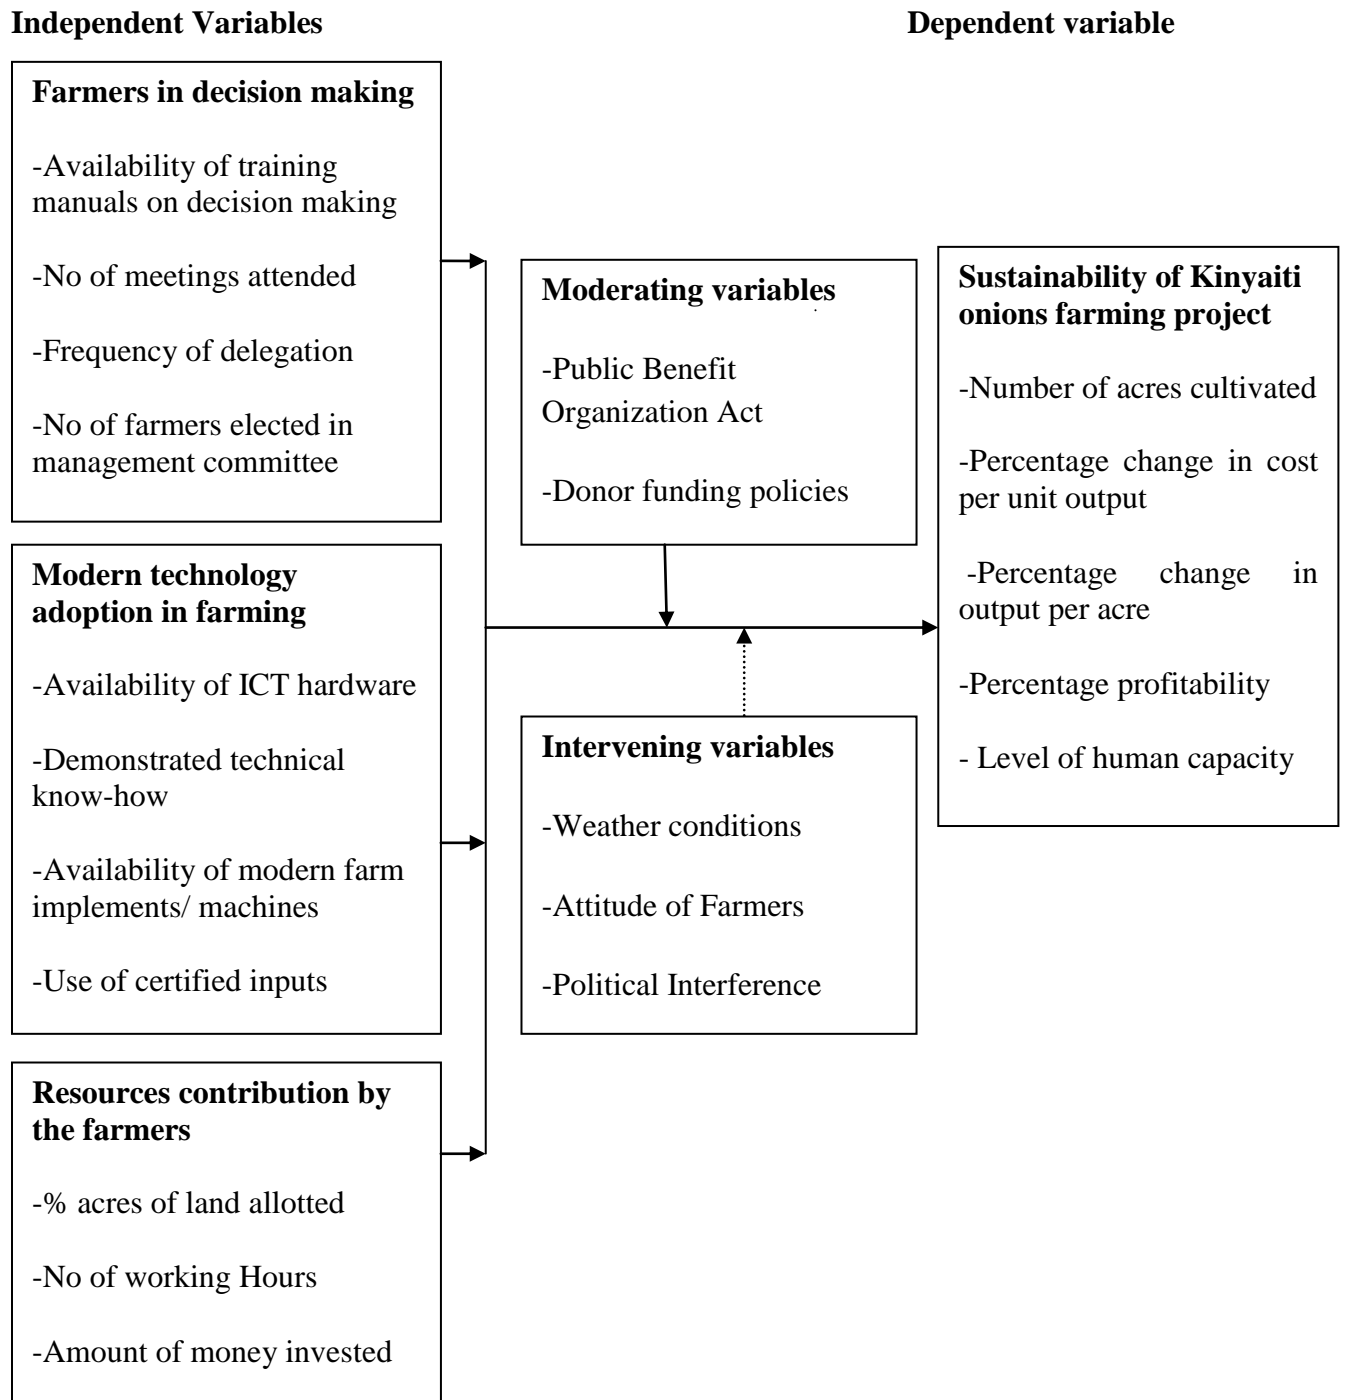 Independent Variables
Dependent variable
Farmers in decision making
-Availability of training
manuals on decision making
-No of meetings attended
-Frequency of delegation
-No of farmers elected in
management committee
Modern technology
adoption in farming
-Availability of ICT hardware
-Demonstrated technical
know-how
-Availability of modern farm
implements/ machines
-Use of certified inputs
Resources contribution by
the farmers
-% acres of land allotted
-No of working Hours
-Amount of money invested
Moderating variables
-Public Benefit
Organization Act
-Donor funding policies
Intervening variables
-Weather conditions
-Attitude of Farmers
-Political Interference
Sustainability of Kinyaiti
onions farming project
-Number of acres cultivated
-Percentage change in cost
per unit output
-Percentage change in
output per acre
-Percentage profitability
- Level of human capacity